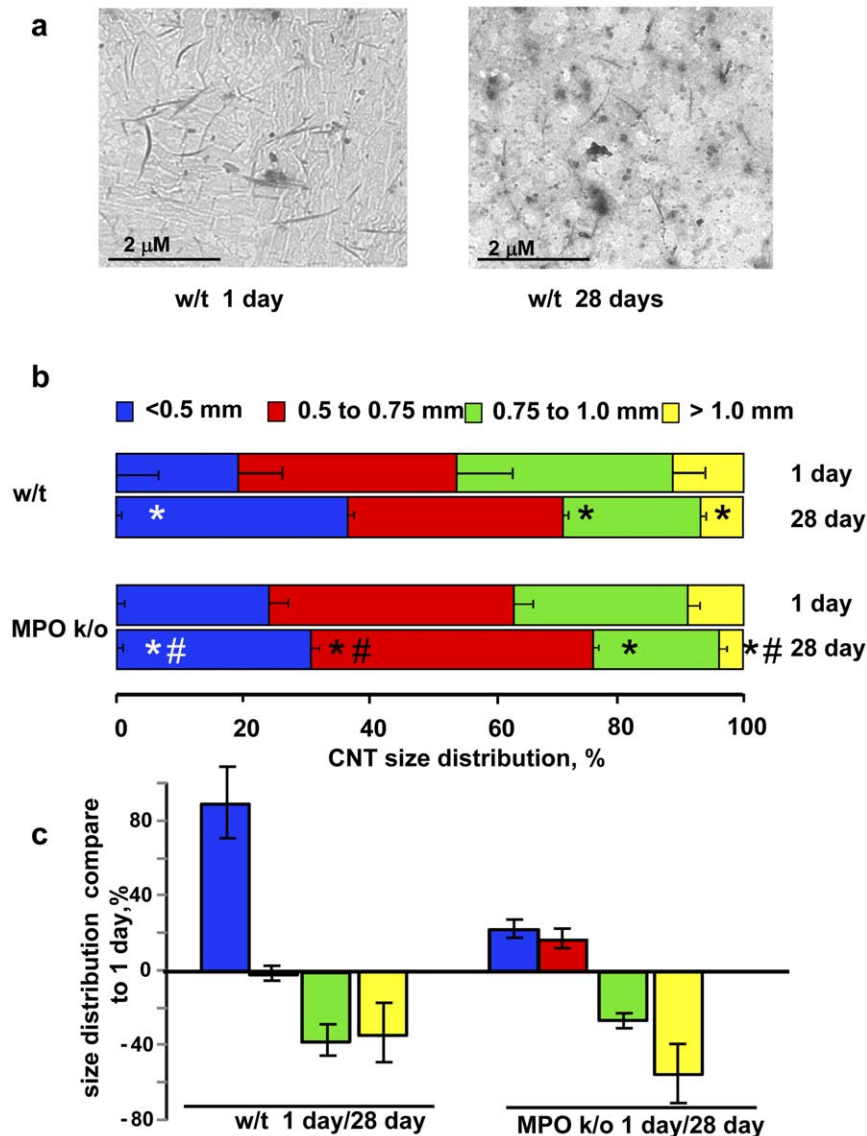 a
2 µM
2 µM
w/t 1 day
w/t 28 days
b
<0.5 mm 0.5 to 0.75 mm 0.75 to 1.0 mm > 1.0 mm
w/t
1 day
* * * 28 day
MPO k/o
1 day
*# *# * *# 28 day
0 20 40 60 80 100
CNT size distribution, %
c
size distribution compare
to 1 day,%
80
40
0
-40
-80
w/t 1 day/28 day
MPO k/o 1 day/28 day